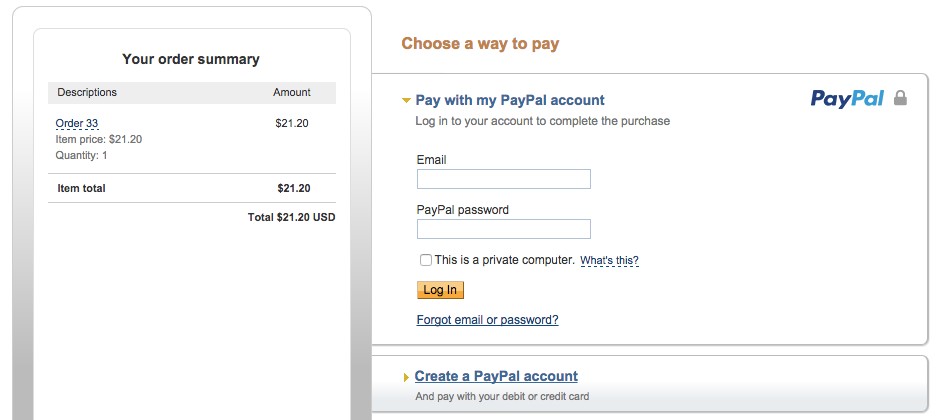 Your order summary
Descriptions Amount
Order 33 $21.20
Item price: $21.20
Quantity: 1
Item total $21.20
Total $21.20 USD
Choose a way to pay
Pay with my PayPal account
PayPal
Log in to your account to complete the purchase
Email
PayPal password
This is a private computer. What's this?
Log In
Forgot email or password?
Create a PayPal account
And pay with your debit or credit card